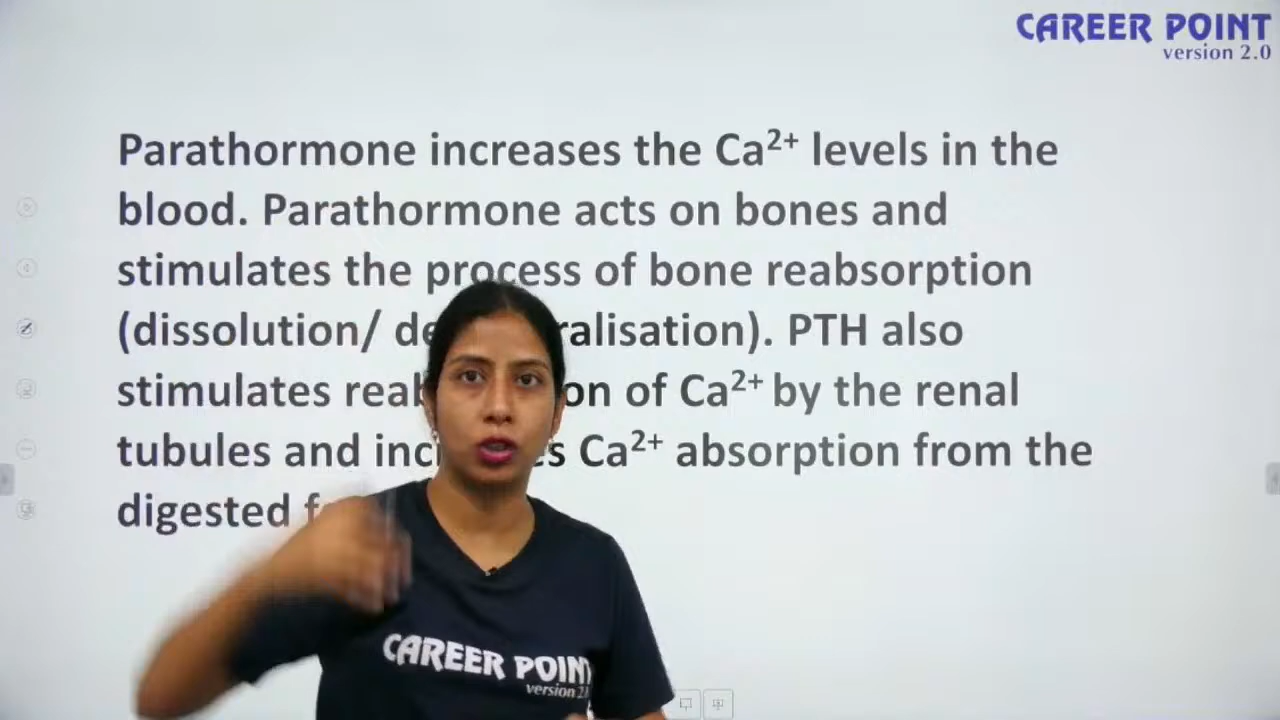 CAREER POINT
version 2.0
Parathormone increases the Ca²⁺ levels in the
blood. Parathormone acts on bones and
stimulates the process of bone reabsorption
(dissolution/ de ralisation). PTH also
stimulates reab on of Ca²⁺ by the renal
tubules and inc s Ca²⁺ absorption from the
digested f
CAREER POINT
version 2.